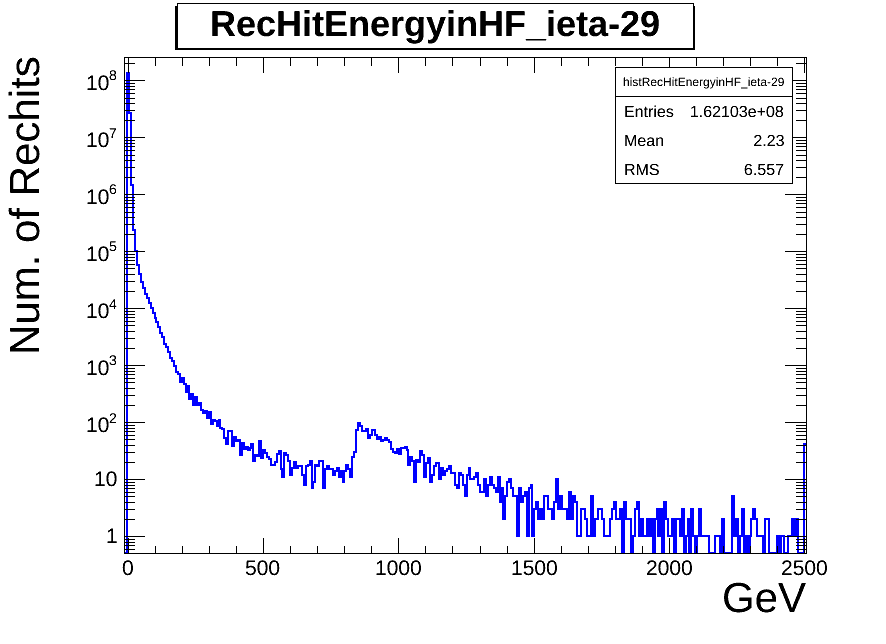 RecHitEnergyinHF_ieta-29
Num. of Rechits
histRecHitEnergyinHF_ieta-29
Entries 1.62103e+08
Mean 2.23
RMS 6.557
10^8
10^7
10^6
10^5
10^4
10^3
10^2
10
1
0 500 1000 1500 2000 2500
GeV